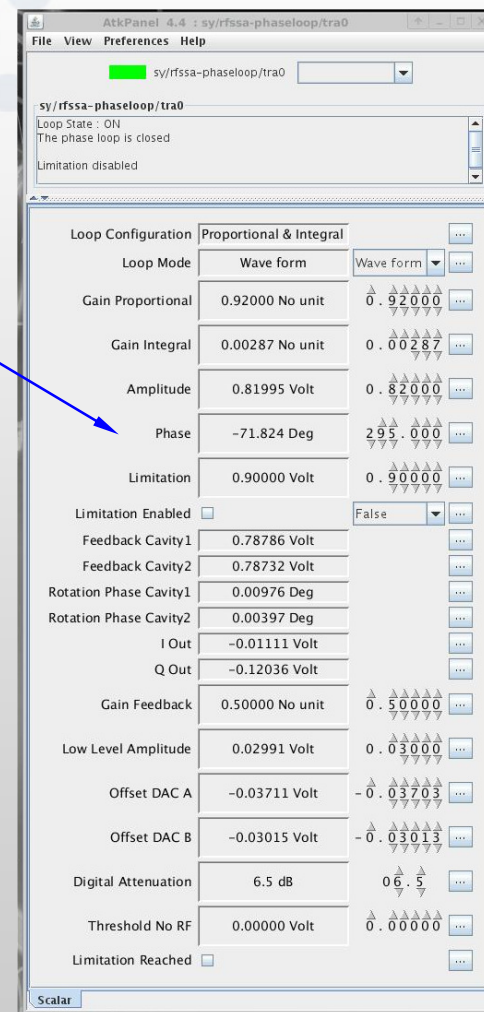 AtkPanel 4.4 : sy/rfssa-phaseloop/tra0
File View Preferences Help
sy/rfssa-phaseloop/tra0
sy/rfssa-phaseloop/tra0
Loop State : ON
The phase loop is closed
Limitation disabled
Loop Configuration Proportional & Integral ...
Loop Mode Wave form Wave form ...
Gain Proportional 0.92000 No unit 0.92000 ...
Gain Integral 0.00287 No unit 0.00287 ...
Amplitude 0.81995 Volt 0.82000 ...
Phase -71.824 Deg 295.000 ...
Limitation 0.90000 Volt 0.90000 ...
Limitation Enabled False ...
Feedback Cavity1 0.78786 Volt ...
Feedback Cavity2 0.78732 Volt ...
Rotation Phase Cavity1 0.00976 Deg ...
Rotation Phase Cavity2 0.00397 Deg ...
I Out -0.01111 Volt ...
Q Out -0.12036 Volt ...
Gain Feedback 0.50000 No unit 0.50000 ...
Low Level Amplitude 0.02991 Volt 0.03000 ...
Offset DAC A -0.03711 Volt -0.03703 ...
Offset DAC B -0.03015 Volt -0.03013 ...
Digital Attenuation 6.5 dB 06.5 ...
Threshold No RF 0.00000 Volt 0.00000 ...
Limitation Reached ...
Scalar